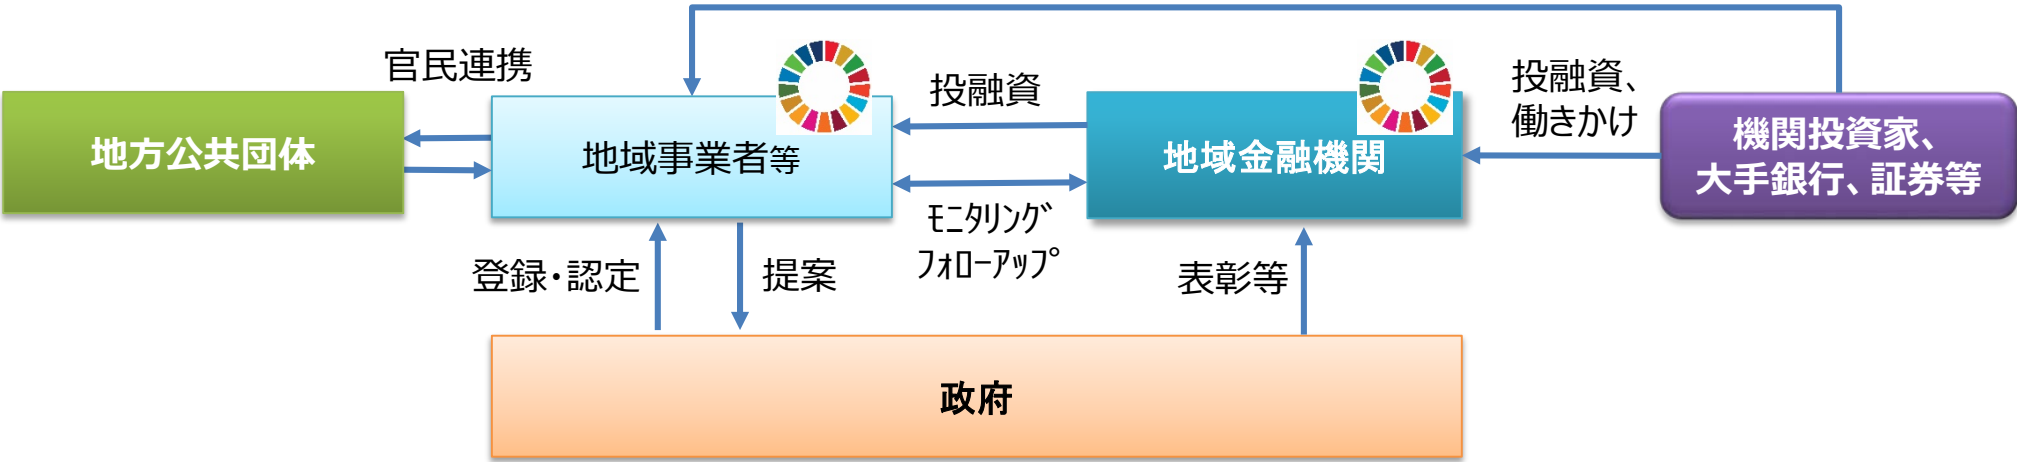 官民連携
地方公共団体
地域事業者等
投融資
ﾓﾆﾀﾘﾝｸﾞ
ﾌｫﾛｰｱｯﾌﾟ
地域金融機関
投融資、
働きかけ
機関投資家、
大手銀行、証券等
登録・認定
提案
表彰等
政府